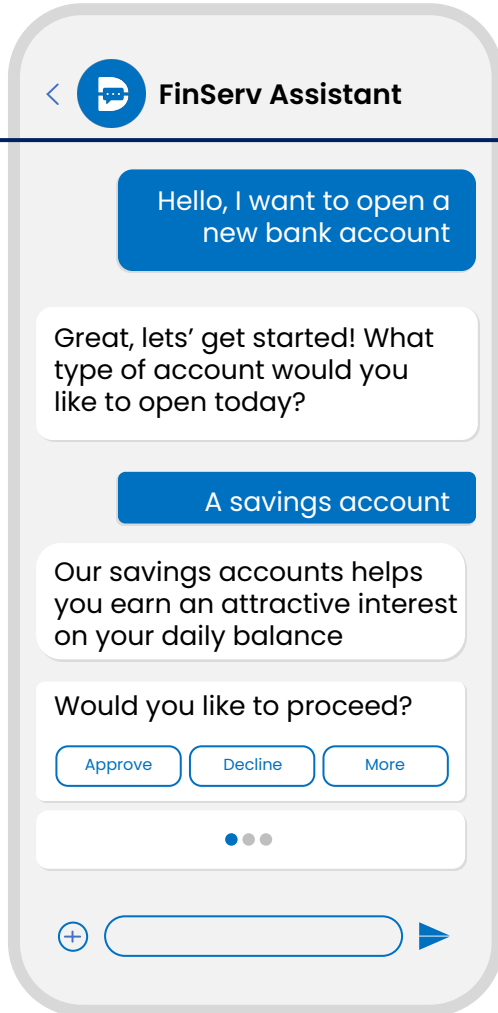 FinServ Assistant
Hello, I want to open a
new bank account
Great, lets’ get started! What
type of account would you
like to open today?
A savings account
Our savings accounts helps
you earn an attractive interest
on your daily balance
Would you like to proceed?
Approve
Decline
More